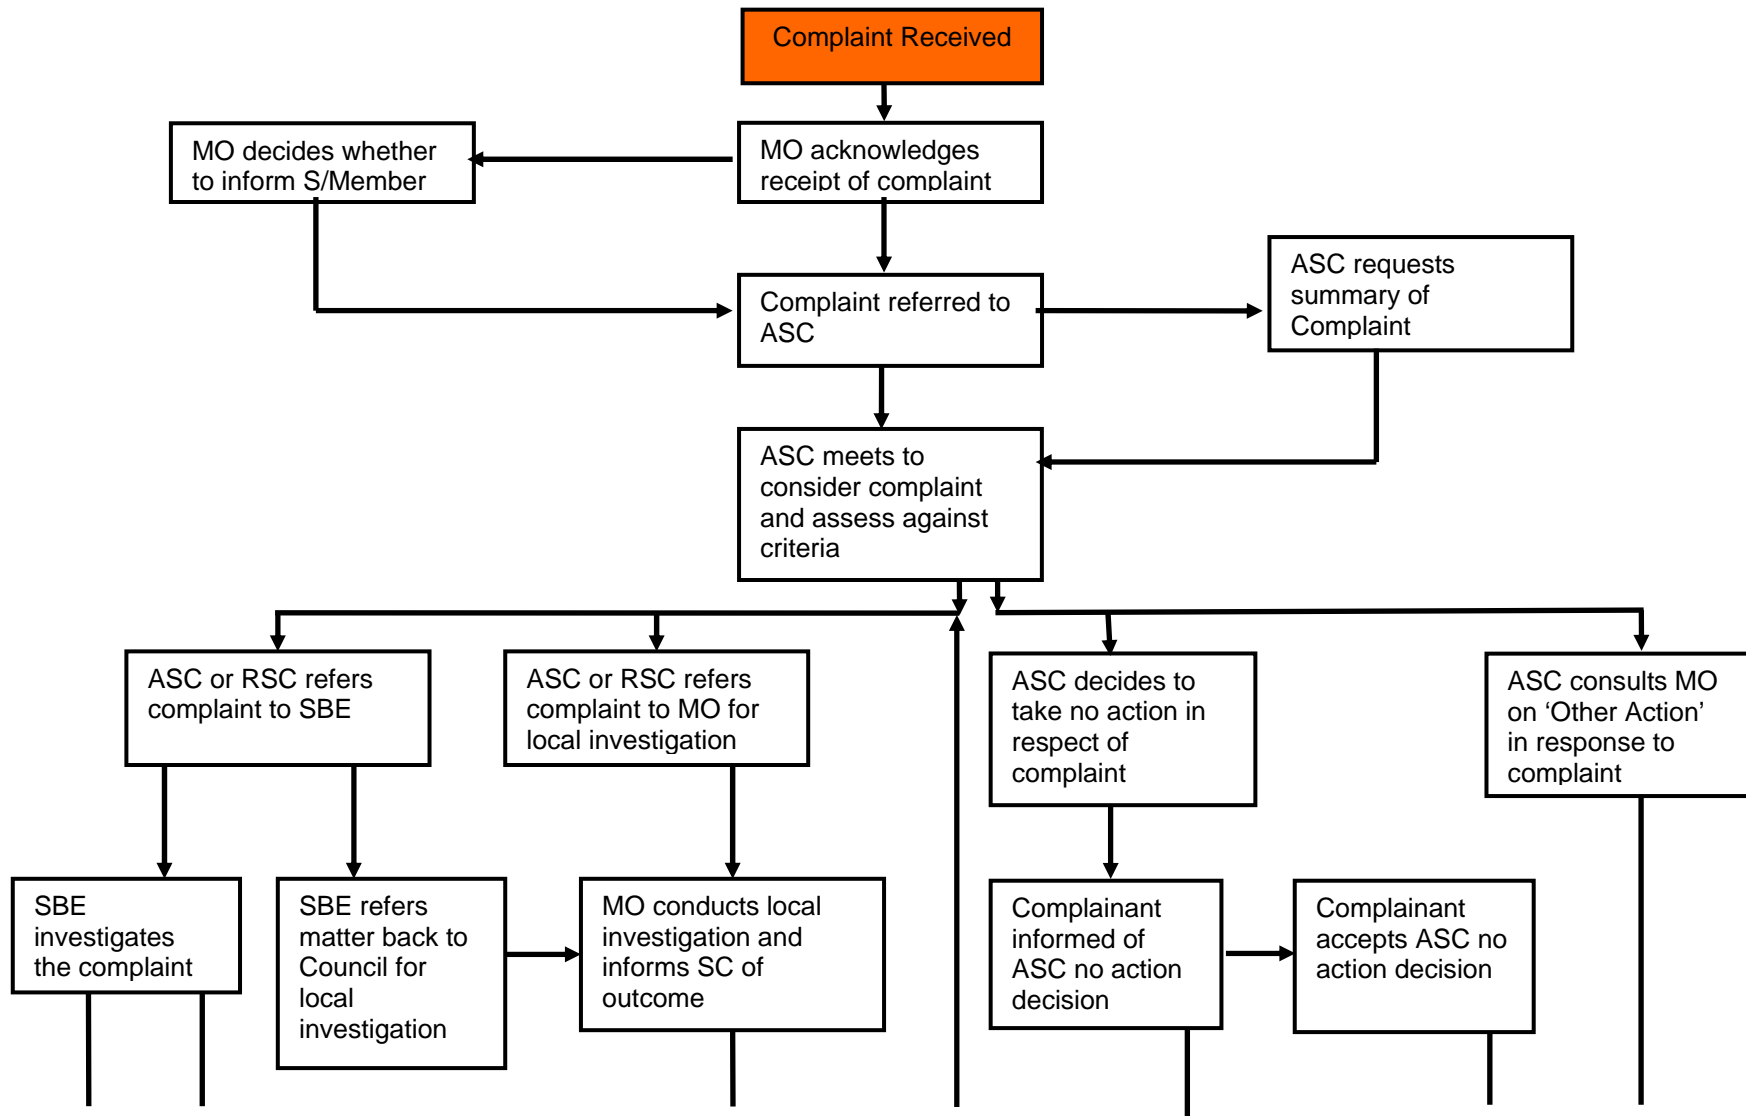 Complaint Received
MO decides whether
to inform S/Member
MO acknowledges
receipt of complaint
Complaint referred to
ASC
ASC requests
summary of
Complaint
ASC meets to
consider complaint
and assess against
criteria
ASC or RSC refers
complaint to SBE
ASC or RSC refers
complaint to MO for
local investigation
ASC decides to
take no action in
respect of
complaint
ASC consults MO
on ‘Other Action’
in response to
complaint
SBE
investigates
the complaint
SBE refers
matter back to
Council for
local
investigation
MO conducts local
investigation and
informs SC of
outcome
Complainant
informed of
ASC no action
decision
Complainant
accepts ASC no
action decision